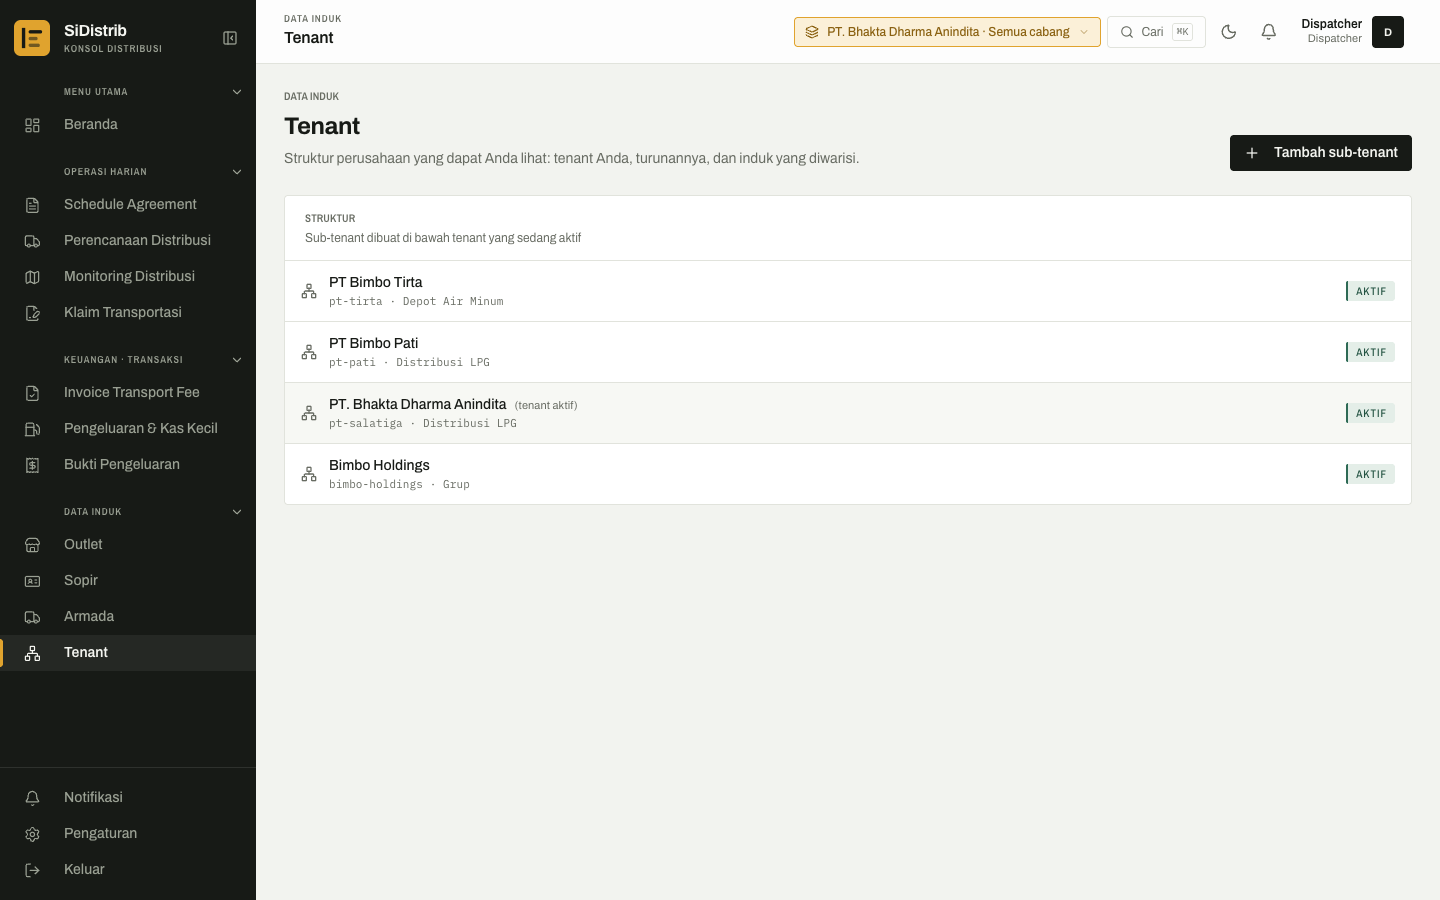 SiDistrib
KONSOL DISTRIBUSI
MENU UTAMA
Beranda
OPERASI HARIAN
Schedule Agreement
Perencanaan Distribusi
Monitoring Distribusi
Klaim Transportasi
KEUANGAN · TRANSAKSI
Invoice Transport Fee
Pengeluaran & Kas Kecil
Bukti Pengeluaran
DATA INDUK
Outlet
Sopir
Armada
Tenant
Notifikasi
Pengaturan
Keluar
DATA INDUK
Tenant
PT. Bhakta Dharma Anindita · Semua cabang
Cari ⌘K
Dispatcher
Dispatcher
D
DATA INDUK
Tenant
Struktur perusahaan yang dapat Anda lihat: tenant Anda, turunannya, dan induk yang diwarisi.
Tambah sub-tenant
STRUKTUR
Sub-tenant dibuat di bawah tenant yang sedang aktif
PT Bimbo Tirta
pt-tirta · Depot Air Minum
AKTIF
PT Bimbo Pati
pt-pati · Distribusi LPG
AKTIF
PT. Bhakta Dharma Anindita (tenant aktif)
pt-salatiga · Distribusi LPG
AKTIF
Bimbo Holdings
bimbo-holdings · Grup
AKTIF